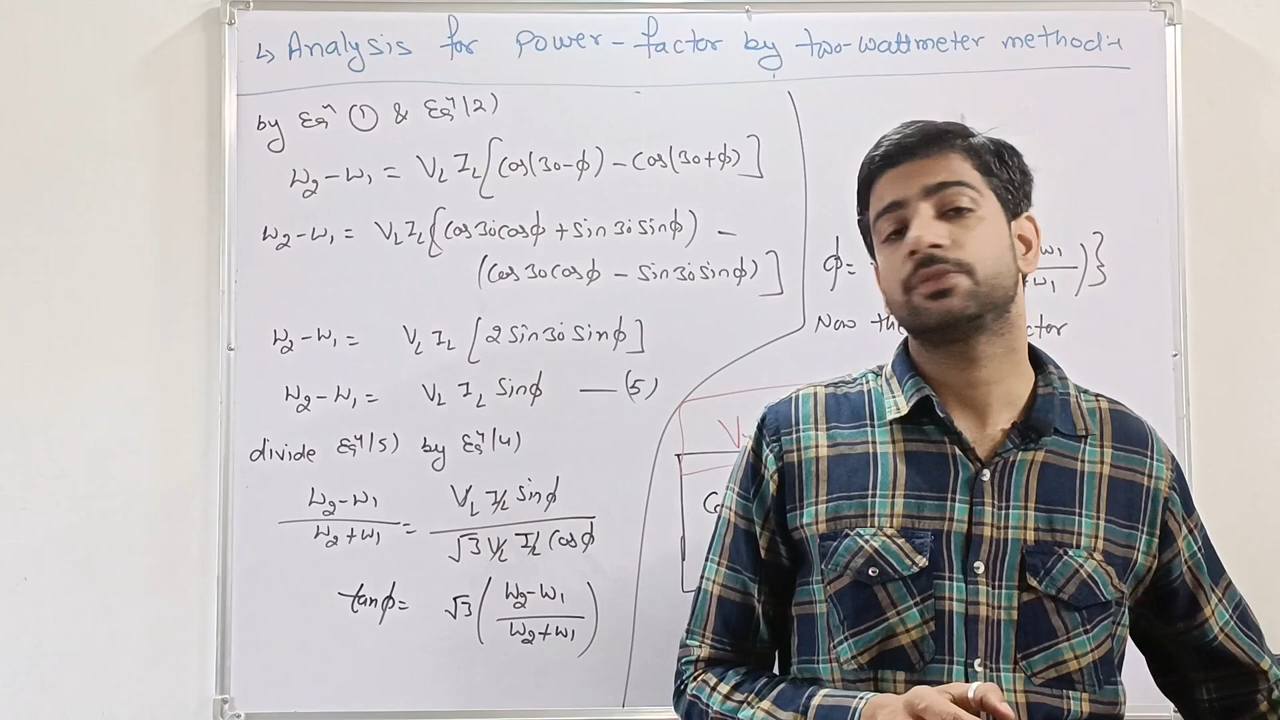 ↳ Analysis for power-factor by two-wattmeter method:-
by Eqⁿ ① & Eqⁿ(2)
W₂-W₁ = V_L I_L [cos(30-ϕ) - cos(30+ϕ)]
W₂-W₁ = V_L I_L [(cos30 cosϕ + sin30 sinϕ) -
(cos30 cosϕ - sin30 sinϕ)]
W₂-W₁ = V_L I_L [2 sin30 sinϕ]
W₂-W₁ = V_L I_L sinϕ — (5)
divide Eqⁿ(5) by Eqⁿ(4)
W₂-W₁ / W₂+W₁ = V_L I_L sinϕ / √3 V_L I_L cosϕ
tanϕ = √3 (W₂-W₁ / W₂+W₁)
ϕ=
W₁ / +W₁ )}
Now